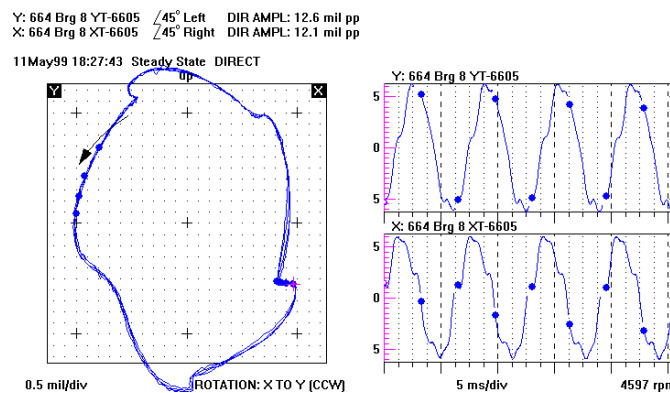 Y: 664 Brg 8 YT-6605 ∠45° Left DIR AMPL: 12.6 mil pp
X: 664 Brg 8 XT-6605 ∠45° Right DIR AMPL: 12.1 mil pp
11May99 18:27:43 Steady State DIRECT
Up
Y X
0.5 mil/div ROTATION: X TO Y (CCW)
Y: 664 Brg 8 YT-6605
5
0
5
X: 664 Brg 8 XT-6605
5
0
5
5 ms/div 4597 rpm